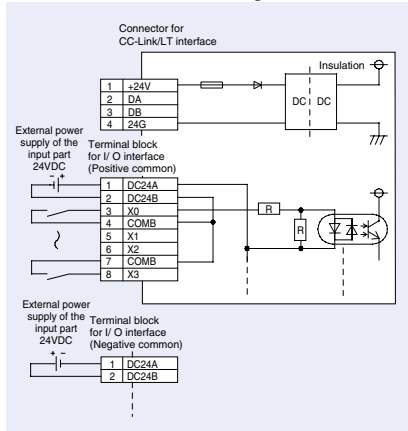 Connector for
CC-Link/LT interface
Insulation
1 +24V
2 DA
3 DB
4 24G
DC DC
External power
supply of the
input part
24VDC
- +
Terminal block
for I/ O interface
(Positive common)
1 DC24A
2 DC24B
3 X0
4 COMB
5 X1
6 X2
7 COMB
8 X3
R
R
External power
supply of the
input part
24VDC
+ -
Terminal block
for I/ O interface
(Negative common)
1 DC24A
2 DC24B